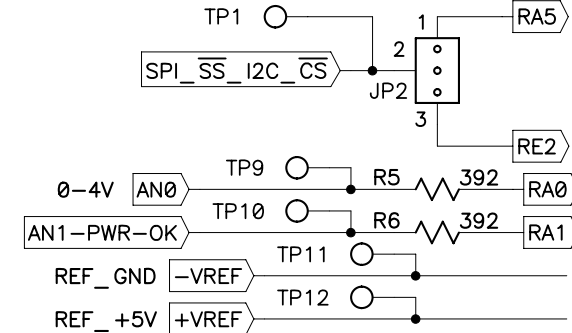 TP1
1
RA5
2
SPI_SS_I2C_CS
JP2
3
RE2
TP9
R5 392
0-4V AN0 RA0
TP10
R6 392
AN1-PWR-OK RA1
TP11
REF_GND -VREF
TP12
REF_+5V +VREF